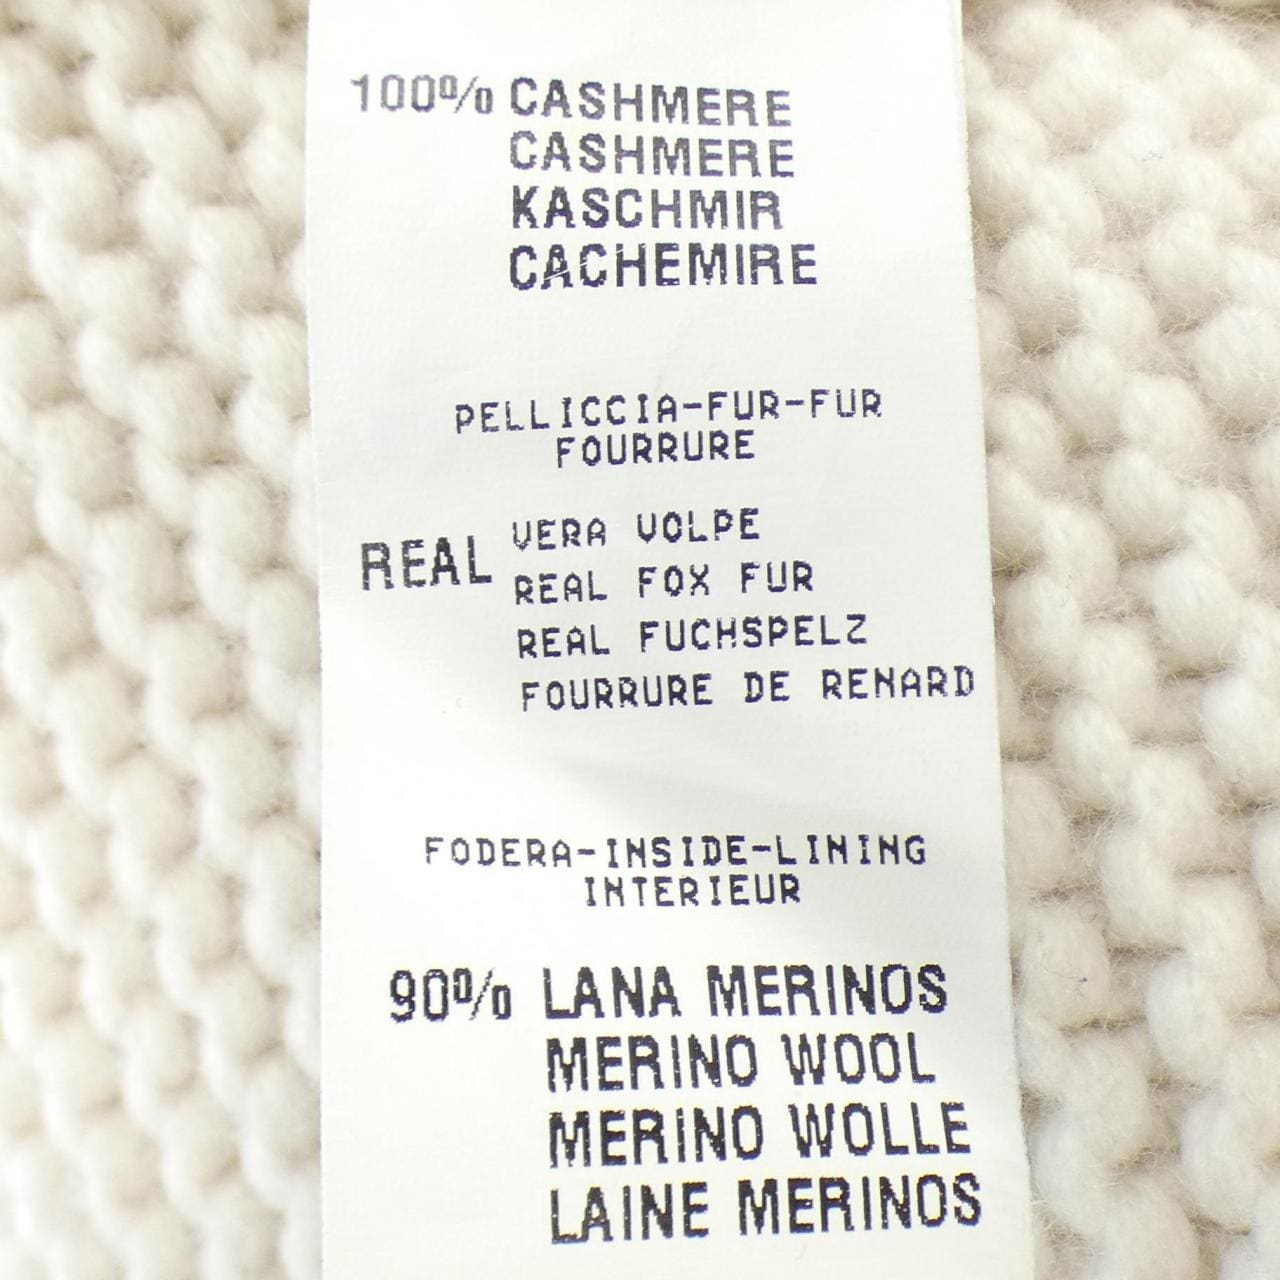 100% CASHMERE
CASHMERE
KASCHMIR
CACHEMIRE
PELLICCIA-FUR-FUR
FOURRURE
REAL VERA VOLPE
REAL FOX FUR
REAL FUCHSPELZ
FOURRURE DE RENARD
FODERA-INSIDE-LINING
INTERIEUR
90% LANA MERINOS
MERINO WOOL
MERINO WOLLE
LAINE MERINOS